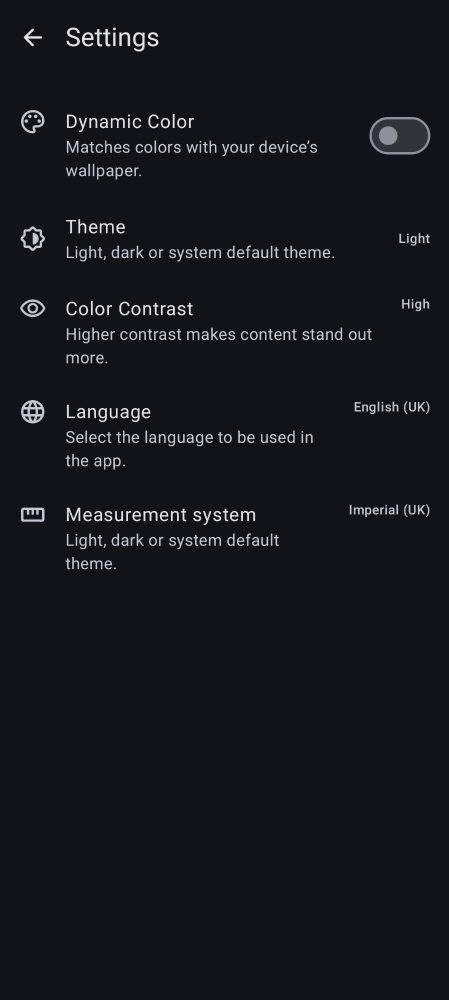 Settings
Dynamic Color
Matches colors with your device’s
wallpaper.
Theme
Light, dark or system default theme.
Light
Color Contrast
High
Higher contrast makes content stand out
more.
Language
English (UK)
Select the language to be used in
the app.
Measurement system
Imperial (UK)
Light, dark or system default
theme.